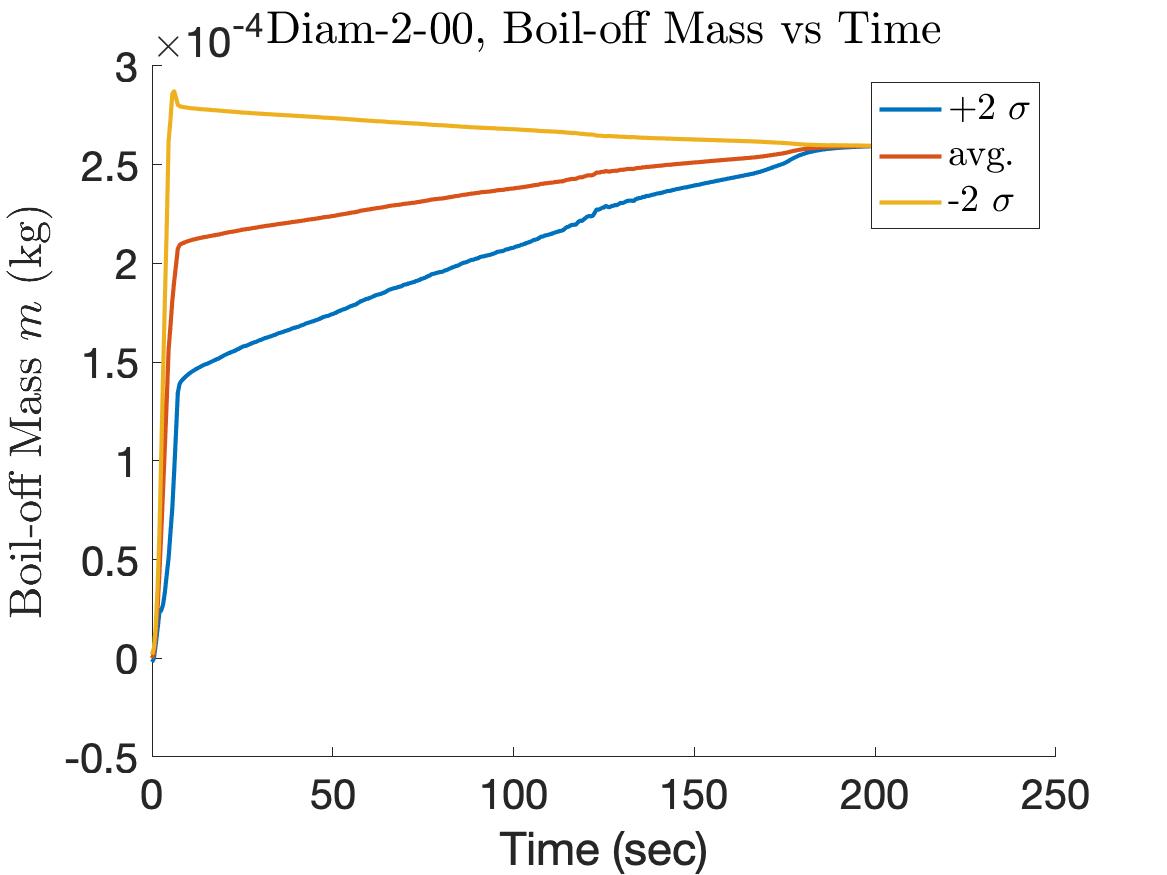 ×10-4 Diam-2-00, Boil-off Mass vs Time
3
2.5
2
1.5
1
0.5
0
-0.5
Boil-off Mass m (kg)
0 50 100 150 200 250
Time (sec)
+2 σ
avg.
-2 σ